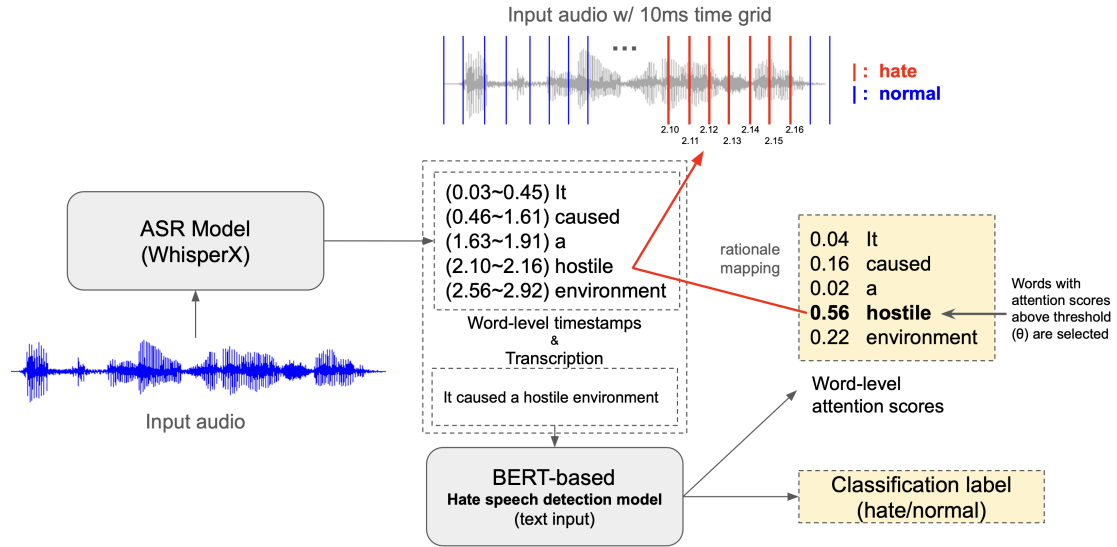 Input audio w/ 10ms time grid
...
| : hate
| : normal
2.10
2.11
2.12
2.13
2.14
2.15
2.16
ASR Model
(WhisperX)
(0.03~0.45) It
(0.46~1.61) caused
(1.63~1.91) a
(2.10~2.16) hostile
(2.56~2.92) environment
Word-level timestamps
&
Transcription
It caused a hostile environment
rationale
mapping
0.04 It
0.16 caused
0.02 a
0.56 hostile
0.22 environment
Words with
attention scores
above threshold
(θ) are selected
Input audio
Word-level
attention scores
BERT-based
Hate speech detection model
(text input)
Classification label
(hate/normal)